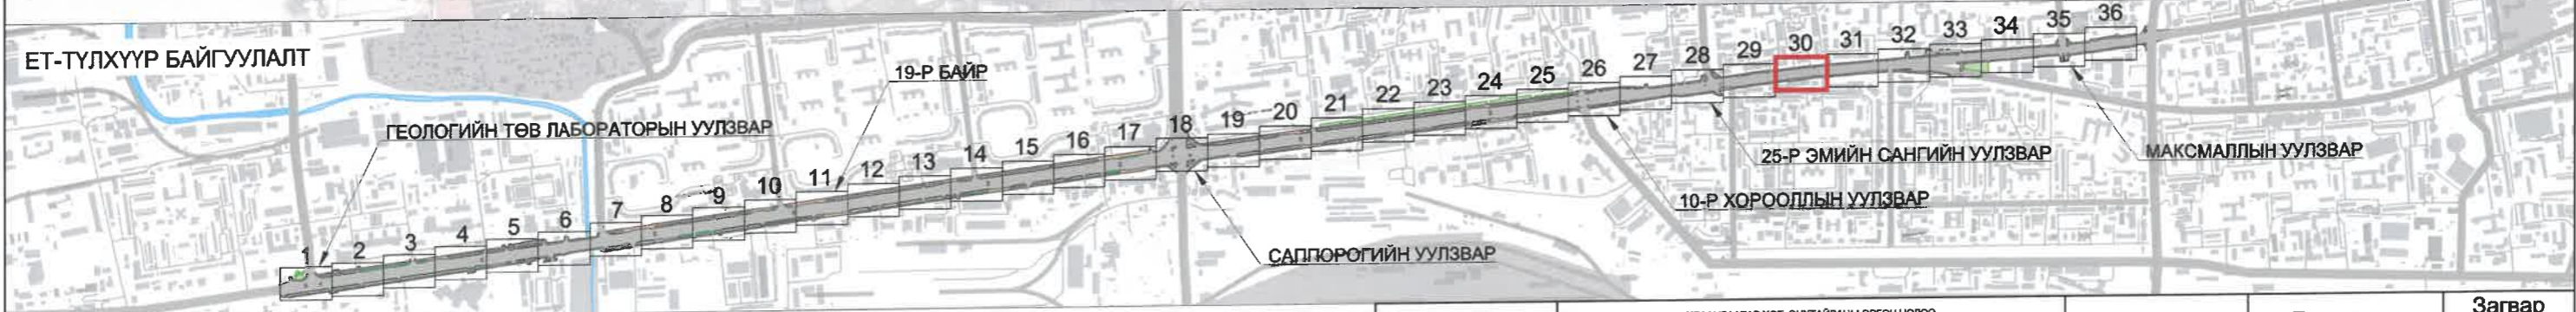 ЕТ-ТҮЛХҮҮР БАЙГУУЛАЛТ
ГЕОЛОГИЙН ТӨВ ЛАБОРАТОРЫН УУЛЗВАР
19-Р БАЙР
САППОРОГИЙН УУЛЗВАР
10-Р ХОРООЛЛЫН УУЛЗВАР
25-Р ЭМИЙН САНГИЙН УУЛЗВАР
МАКСМАЛЛЫН УУЛЗВАР
1 2 3 4 5 6 7 8 9 10 11 12 13 14 15 16 17 18 19 20 21 22 23 24 25 26 27 28 29 30 31 32 33 34 35 36
Загвар